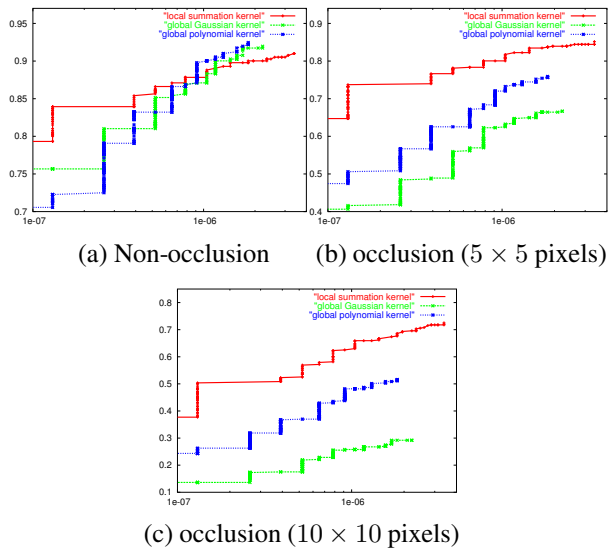 "local summation kernel"
"global Gaussian kernel"
"global polynomial kernel"
0.95
0.9
0.85
0.8
0.75
0.7
1e-07
1e-06
(a) Non-occlusion
"local summation kernel"
"global Gaussian kernel"
"global polynomial kernel"
0.9
0.8
0.7
0.6
0.5
0.4
1e-07
1e-06
(b) occlusion (5 × 5 pixels)
"local summation kernel"
"global Gaussian kernel"
"global polynomial kernel"
0.8
0.7
0.6
0.5
0.4
0.3
0.2
0.1
1e-07
1e-06
(c) occlusion (10 × 10 pixels)